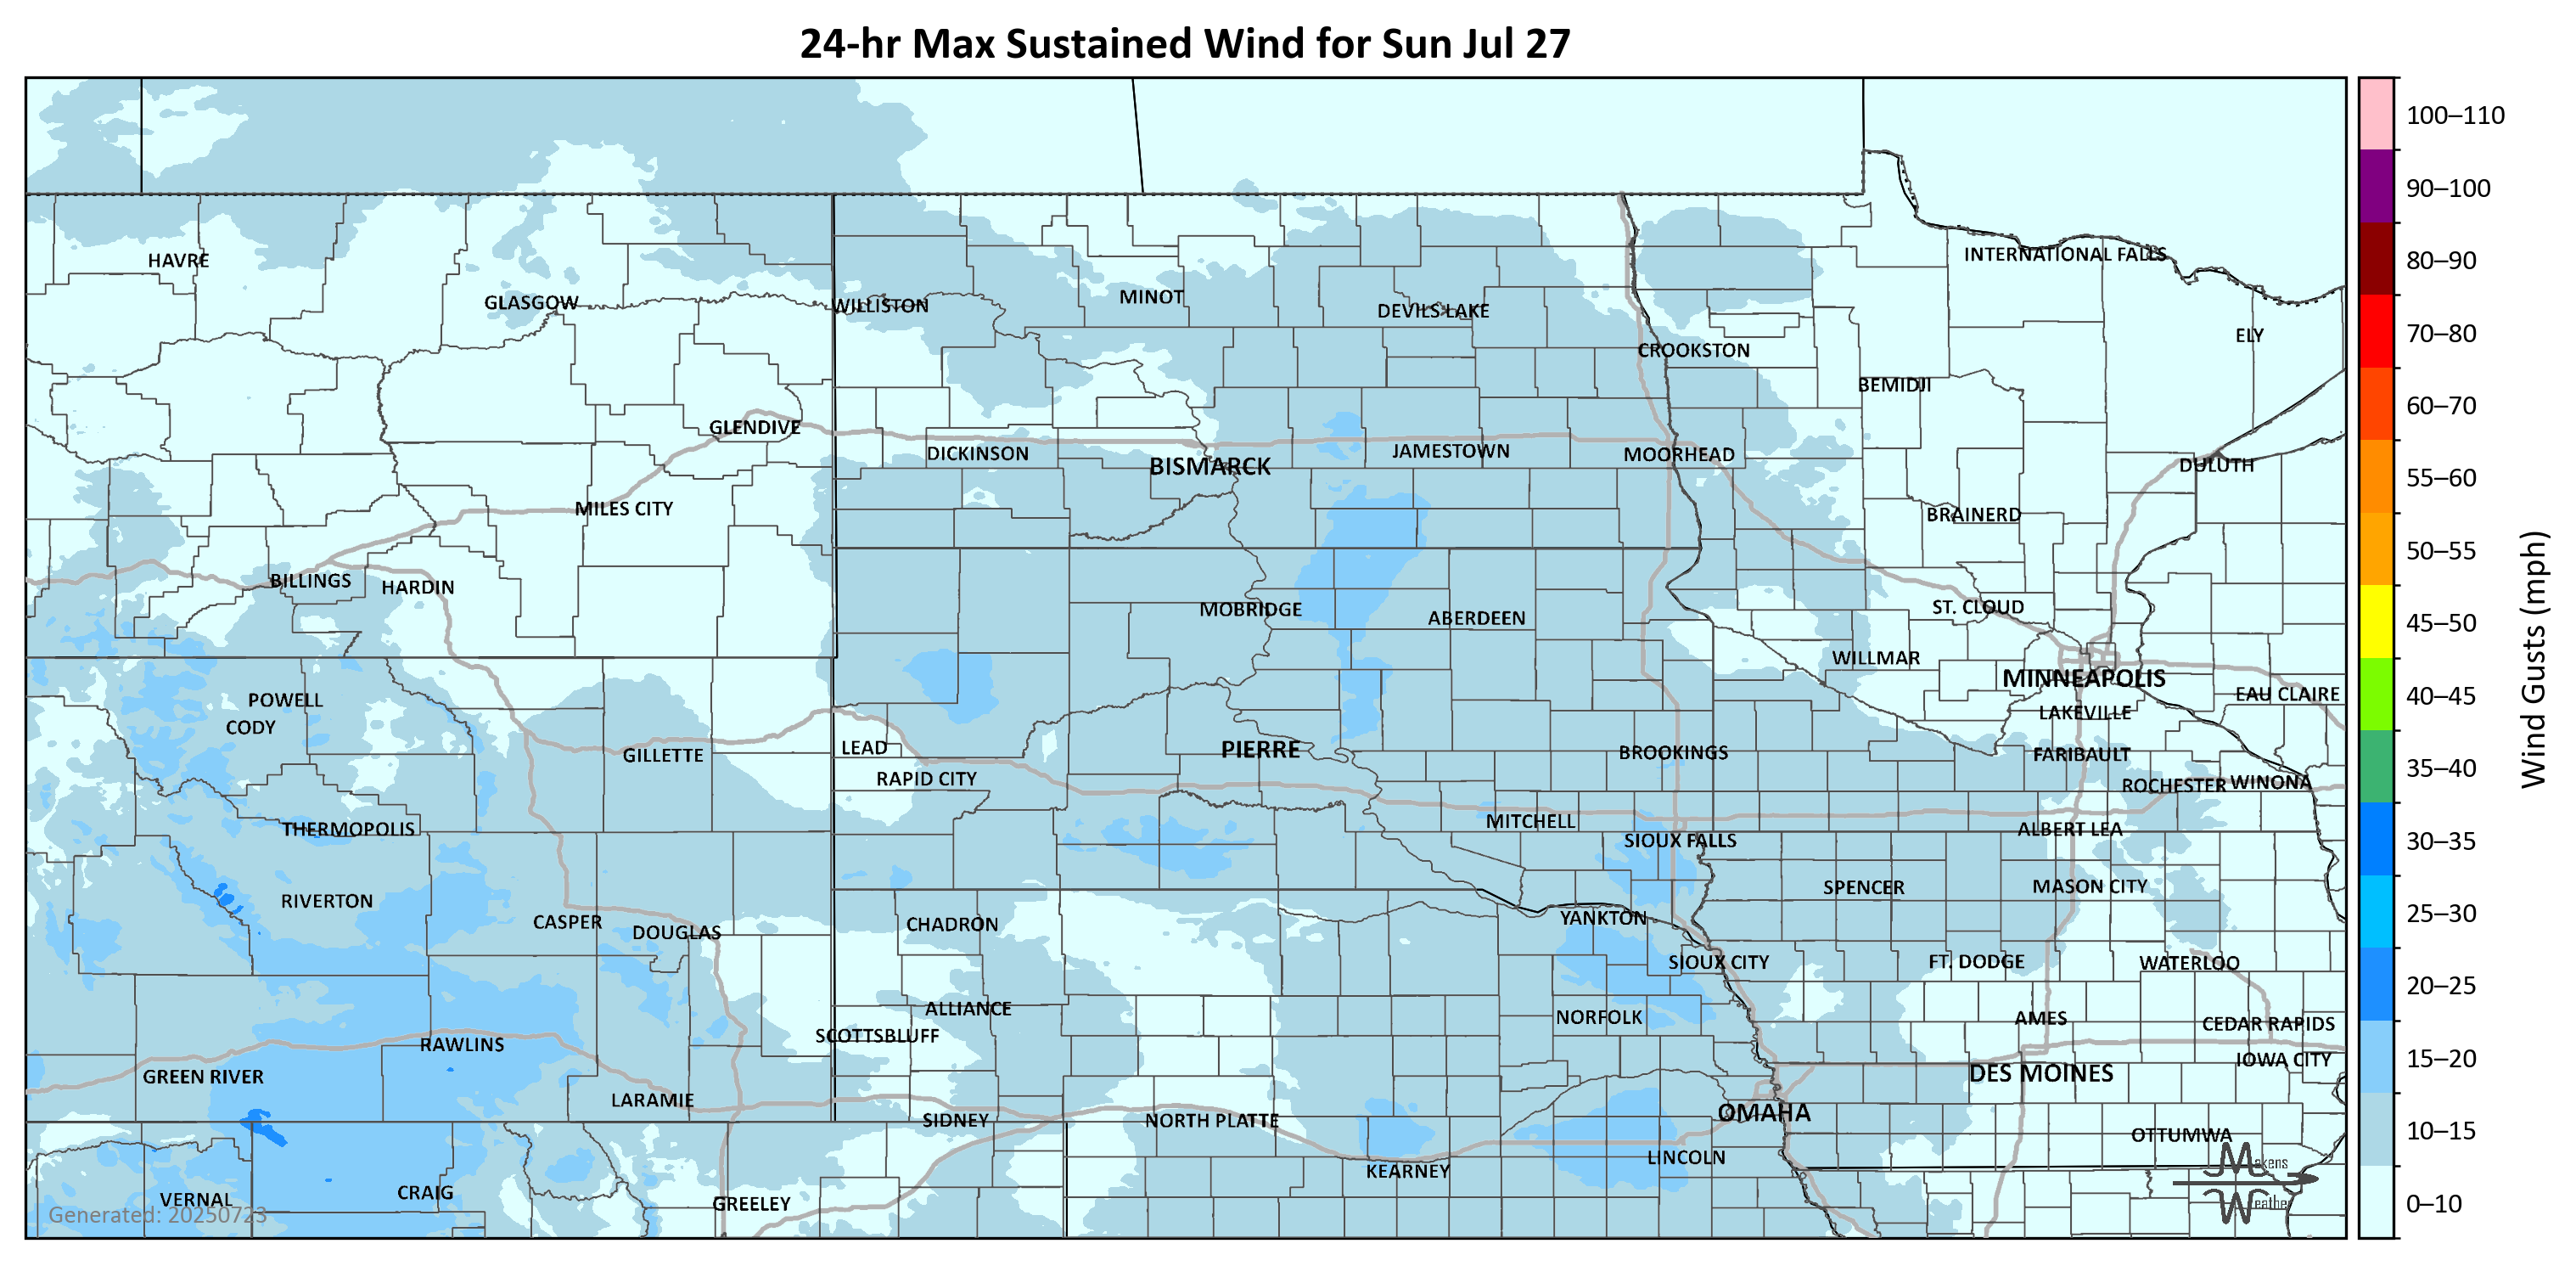 24-hr Max Sustained Wind for Sun Jul 27
100–110
90–100
80–90
70–80
60–70
55–60
50–55
45–50
40–45
35–40
30–35
25–30
20–25
15–20
10–15
0–10
Wind Gusts (mph)
HAVRE
GLASGOW
WILLISTON
MINOT
DEVILS LAKE
INTERNATIONAL FALLS
ELY
CROOKSTON
BEMIDJI
GLENDIVE
DICKINSON
BISMARCK
JAMESTOWN
MOORHEAD
DULUTH
MILES CITY
BRAINERD
BILLINGS
HARDIN
MOBRIDGE
ABERDEEN
ST. CLOUD
WILLMAR
MINNEAPOLIS
EAU CLAIRE
POWELL
CODY
LAKEVILLE
GILLETTE
LEAD
RAPID CITY
PIERRE
BROOKINGS
FARIBAULT
ROCHESTER
WINONA
THERMOPOLIS
MITCHELL
SIOUX FALLS
ALBERT LEA
RIVERTON
CASPER
DOUGLAS
CHADRON
YANKTON
SPENCER
MASON CITY
SIOUX CITY
FT. DODGE
WATERLOO
ALLIANCE
SCOTTSBLUFF
NORFOLK
AMES
CEDAR RAPIDS
RAWLINS
GREEN RIVER
IOWA CITY
DES MOINES
LARAMIE
SIDNEY
NORTH PLATTE
OMAHA
OTTUMWA
KEARNEY
LINCOLN
VERNAL
CRAIG
GREELEY
Generated: 20250723
Makens
Weather